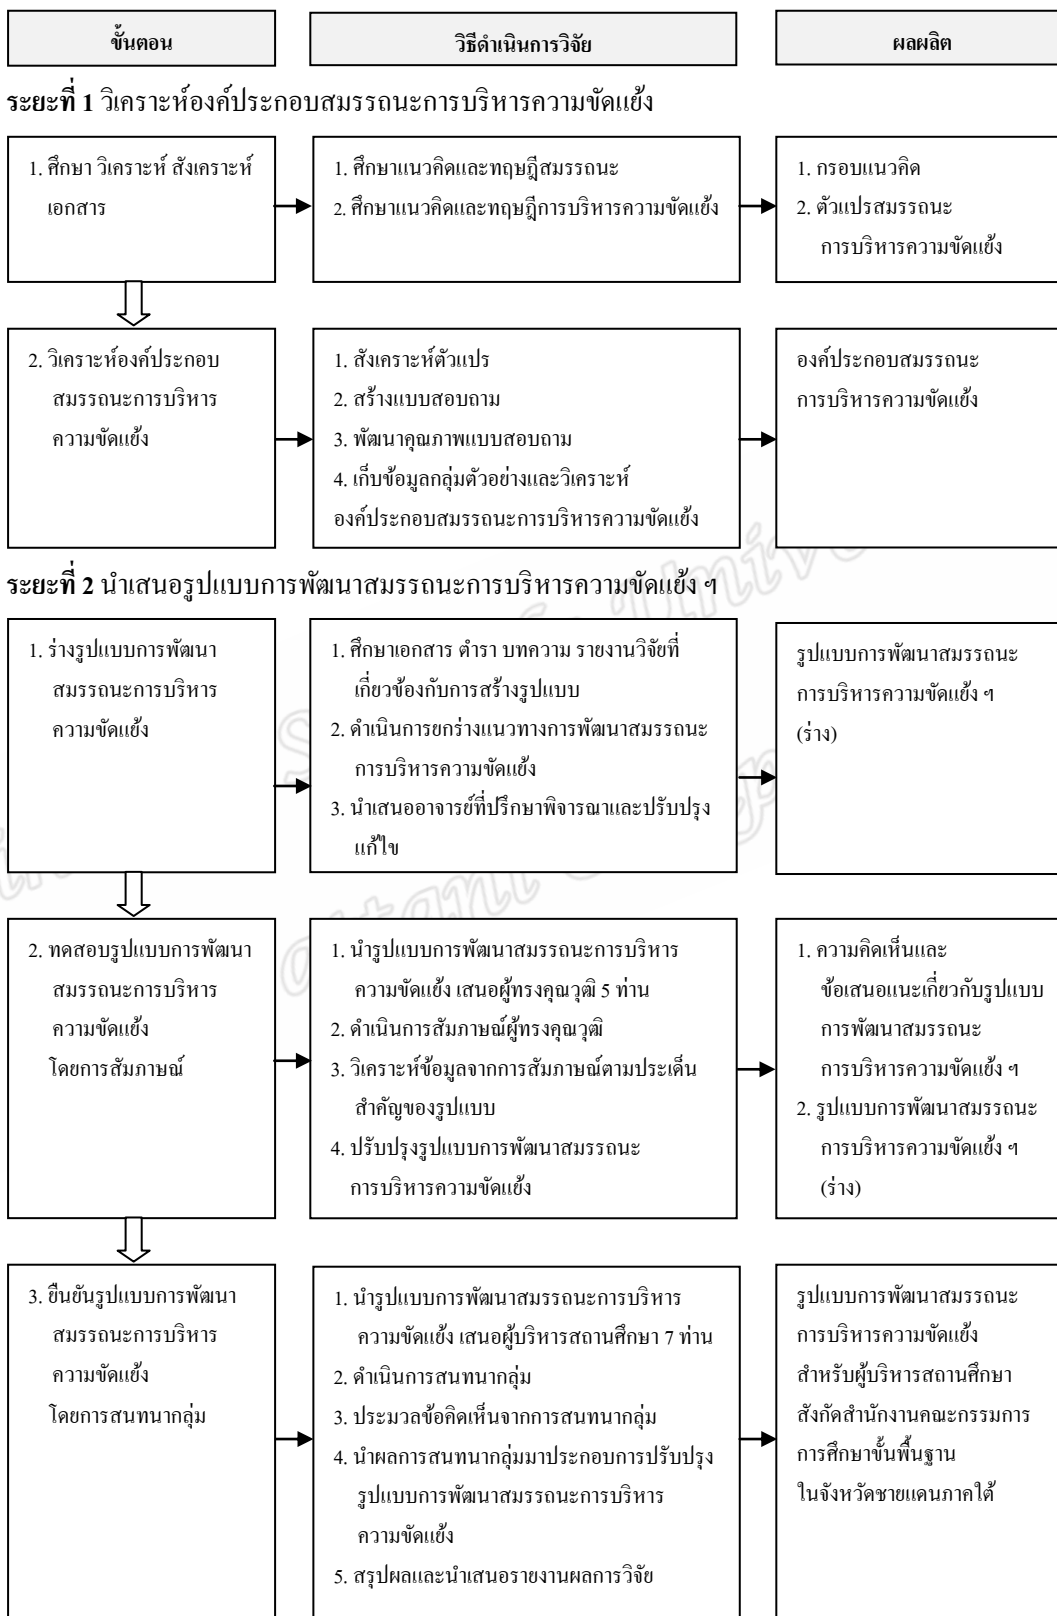 ขั้นตอน
วิธีดำเนินการวิจัย
ผลผลิต
ระยะที่ 1 วิเคราะห์องค์ประกอบสมรรถนะการบริหารความขัดแย้ง
1. ศึกษา วิเคราะห์ สังเคราะห์
เอกสาร
1. ศึกษาแนวคิดและทฤษฎีสมรรถนะ
2. ศึกษาแนวคิดและทฤษฎีการบริหารความขัดแย้ง
1. กรอบแนวคิด
2. ตัวแปรสมรรถนะ
การบริหารความขัดแย้ง
2. วิเคราะห์องค์ประกอบ
สมรรถนะการบริหาร
ความขัดแย้ง
1. สังเคราะห์ตัวแปร
2. สร้างแบบสอบถาม
3. พัฒนาคุณภาพแบบสอบถาม
4. เก็บข้อมูลกลุ่มตัวอย่างและวิเคราะห์
องค์ประกอบสมรรถนะการบริหารความขัดแย้ง
องค์ประกอบสมรรถนะ
การบริหารความขัดแย้ง
ระยะที่ 2 นำเสนอรูปแบบการพัฒนาสมรรถนะการบริหารความขัดแย้ง ฯ
1. ร่างรูปแบบการพัฒนา
สมรรถนะการบริหาร
ความขัดแย้ง
1. ศึกษาเอกสาร ตำรา บทความ รายงานวิจัยที่
เกี่ยวข้องกับการสร้างรูปแบบ
2. ดำเนินการยกร่างแนวทางการพัฒนาสมรรถนะ
การบริหารความขัดแย้ง
3. นำเสนออาจารย์ที่ปรึกษาพิจารณาและปรับปรุง
แก้ไข
รูปแบบการพัฒนาสมรรถนะ
การบริหารความขัดแย้ง ฯ
(ร่าง)
2. ทดสอบรูปแบบการพัฒนา
สมรรถนะการบริหาร
ความขัดแย้ง
โดยการสัมภาษณ์
1. นำรูปแบบการพัฒนาสมรรถนะการบริหาร
ความขัดแย้ง เสนอผู้ทรงคุณวุฒิ 5 ท่าน
2. ดำเนินการสัมภาษณ์ผู้ทรงคุณวุฒิ
3. วิเคราะห์ข้อมูลจากการสัมภาษณ์ตามประเด็น
สำคัญของรูปแบบ
4. ปรับปรุงรูปแบบการพัฒนาสมรรถนะ
การบริหารความขัดแย้ง
1. ความคิดเห็นและ
ข้อเสนอแนะเกี่ยวกับรูปแบบ
การพัฒนาสมรรถนะ
การบริหารความขัดแย้ง ฯ
2. รูปแบบการพัฒนาสมรรถนะ
การบริหารความขัดแย้ง ฯ
(ร่าง)
3. ยืนยันรูปแบบการพัฒนา
สมรรถนะการบริหาร
ความขัดแย้ง
โดยการสนทนากลุ่ม
1. นำรูปแบบการพัฒนาสมรรถนะการบริหาร
ความขัดแย้ง เสนอผู้บริหารสถานศึกษา 7 ท่าน
2. ดำเนินการสนทนากลุ่ม
3. ประมวลข้อคิดเห็นจากการสนทนากลุ่ม
4. นำผลการสนทนากลุ่มมาประกอบการปรับปรุง
รูปแบบการพัฒนาสมรรถนะการบริหาร
ความขัดแย้ง
5. สรุปผลและนำเสนอรายงานผลการวิจัย
รูปแบบการพัฒนาสมรรถนะ
การบริหารความขัดแย้ง
สำหรับผู้บริหารสถานศึกษา
สังกัดสำนักงานคณะกรรมการ
การศึกษาขั้นพื้นฐาน
ในจังหวัดชายแดนภาคใต้